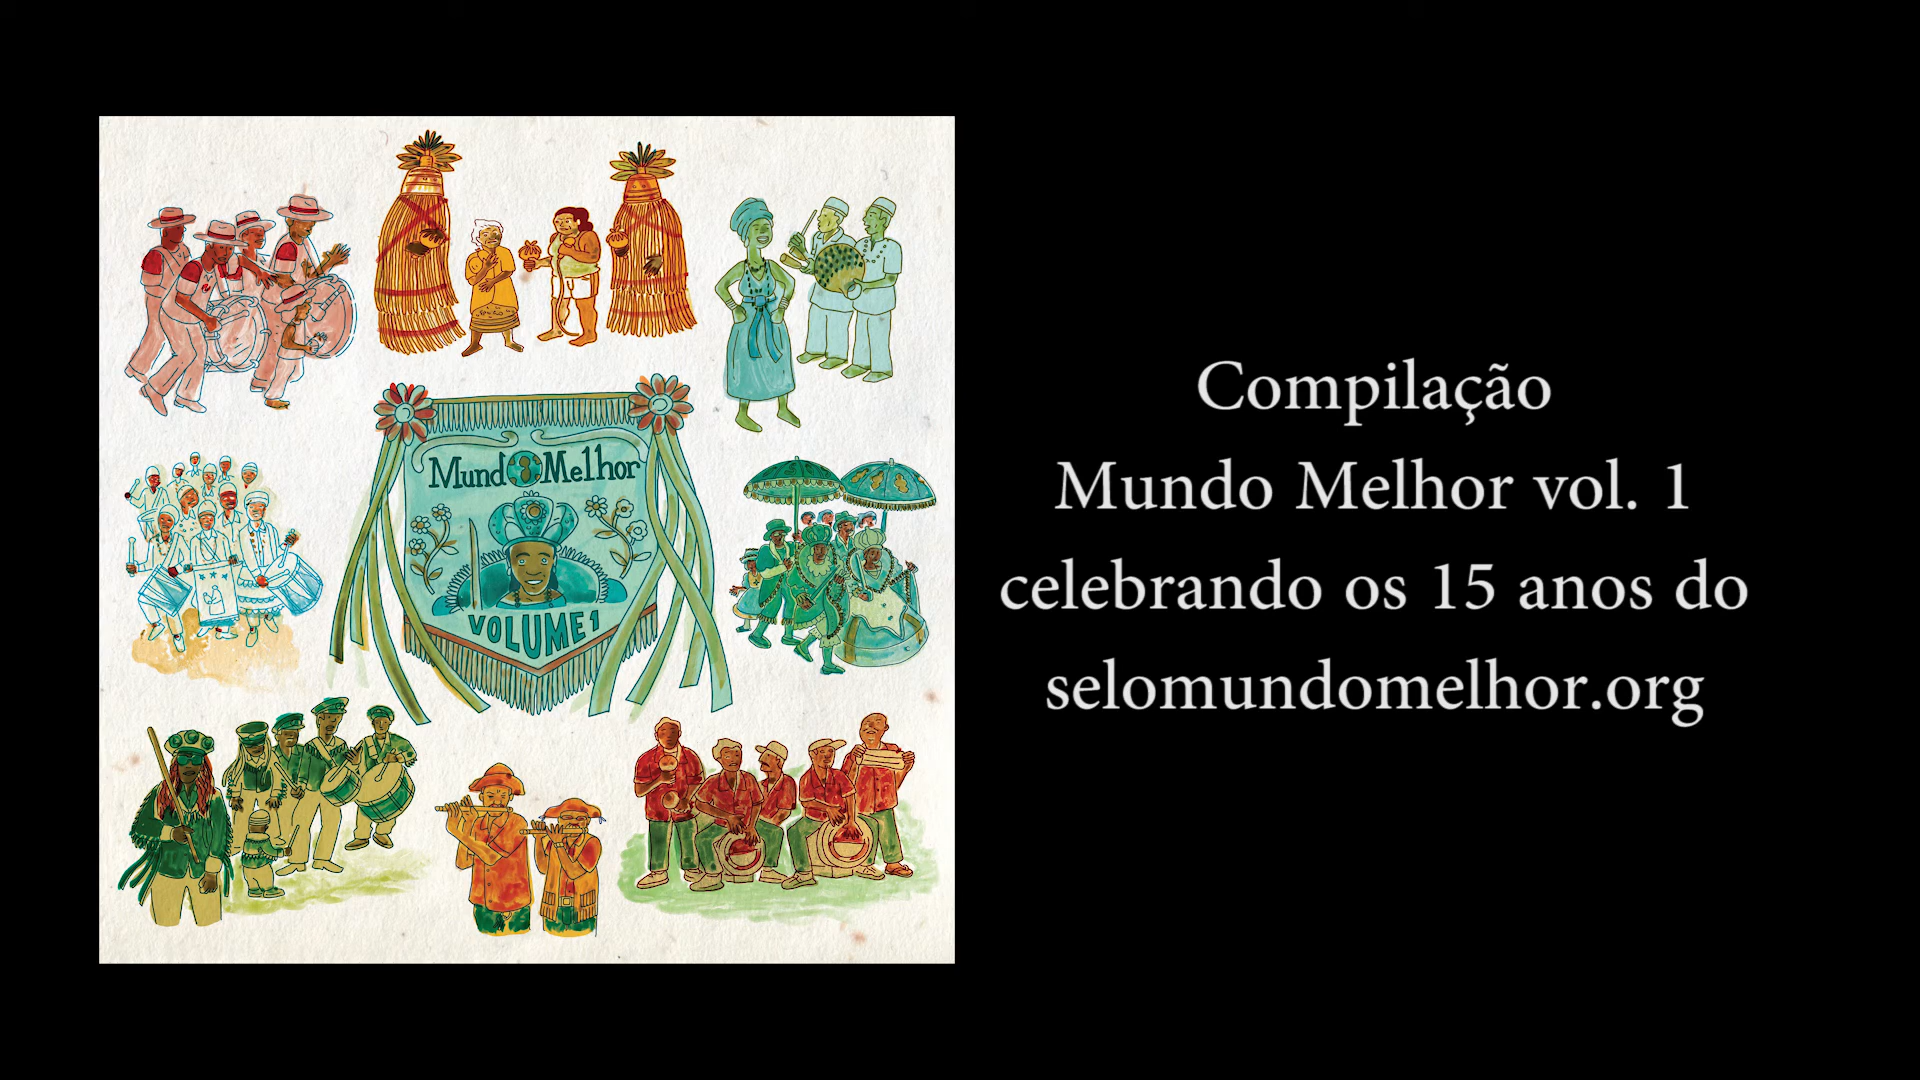 Mundo Melhor
VOLUME 1
Compilação
Mundo Melhor vol. 1
celebrando os 15 anos do
selomundomelhor.org